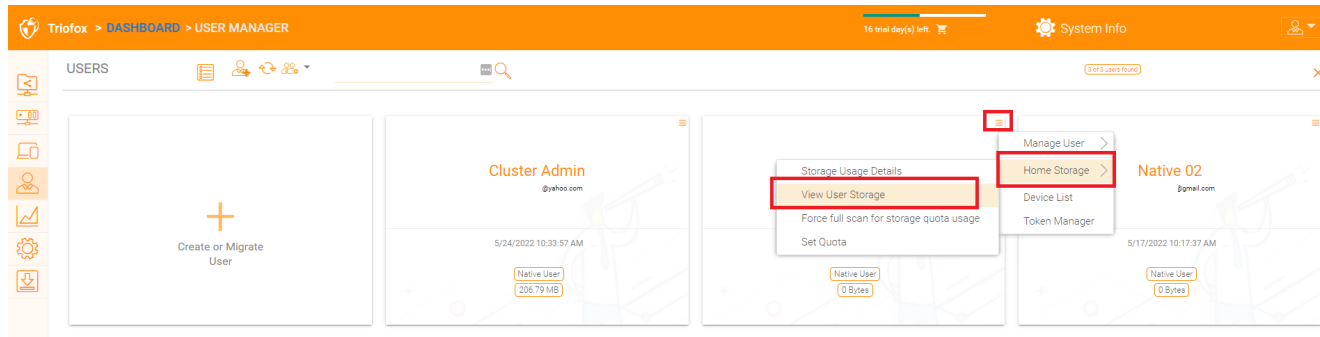 Triofox > DASHBOARD > USER MANAGER
16 trial day(s) left.
System Info
USERS
3 of 3 users found
Create or Migrate
User
Cluster Admin
@yahoo.com
5/24/2022 10:33:57 AM
Native User
206.79 MB
Storage Usage Details
View User Storage
Force full scan for storage quota usage
Set Quota
Native User
0 Bytes
Manage User
Home Storage
Device List
Token Manager
Native 02
@gmail.com
5/17/2022 10:17:37 AM
Native User
0 Bytes